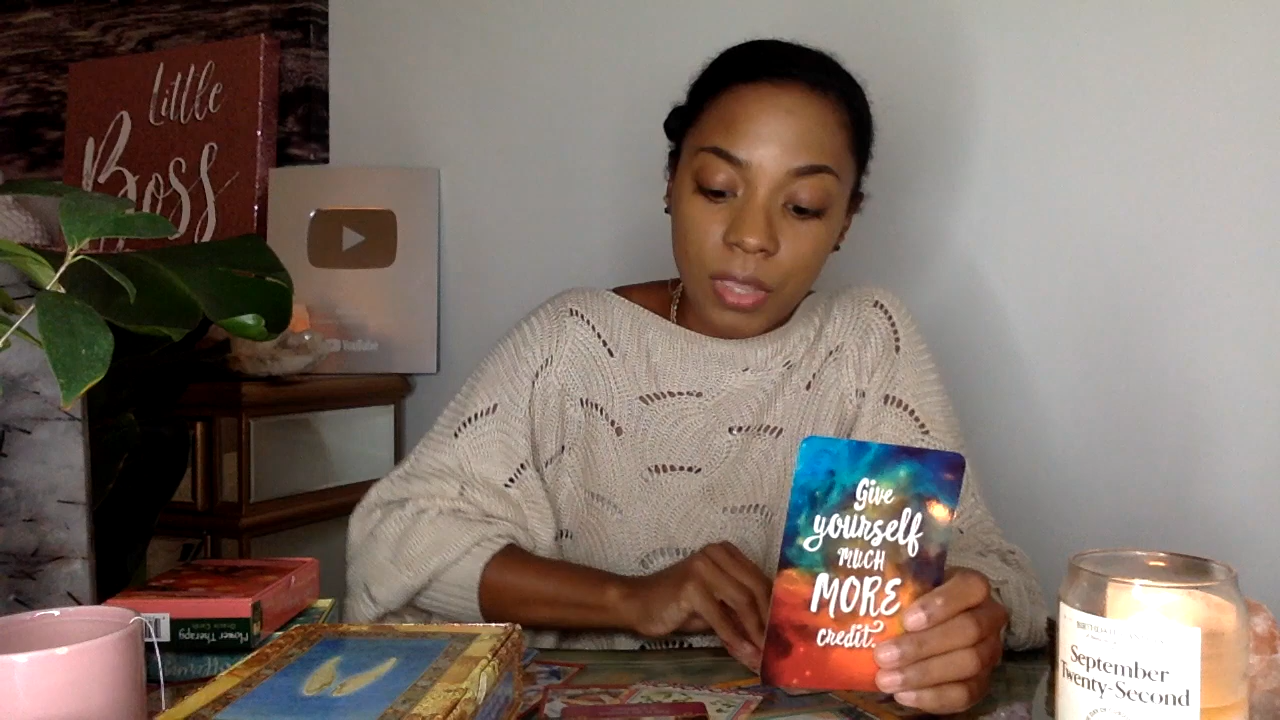 Little
Boss
YouTube
Give
yourself
MUCH
MORE
credit.
Flower Therapy
September
Twenty-Second